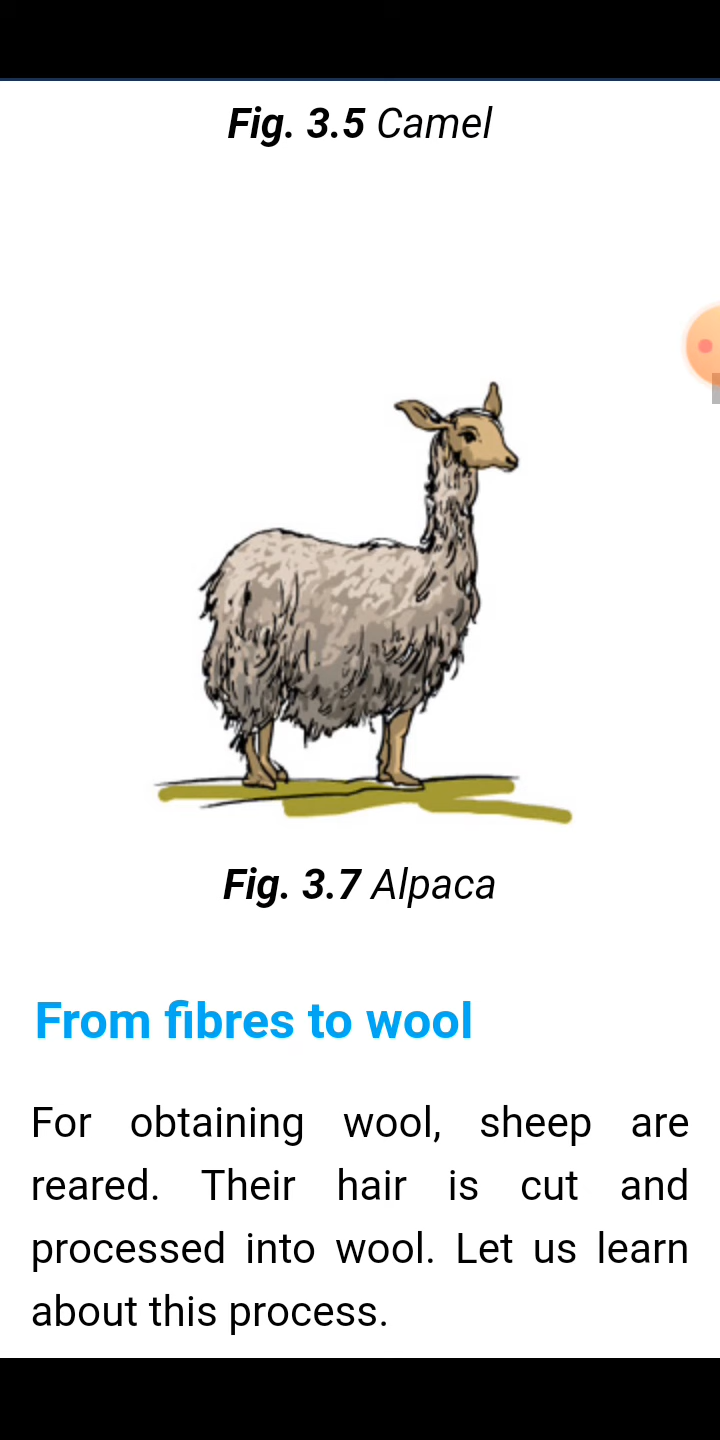 Fig. 3.5 Camel
Fig. 3.7 Alpaca
From fibres to wool
For obtaining wool, sheep are
reared. Their hair is cut and
processed into wool. Let us learn
about this process.